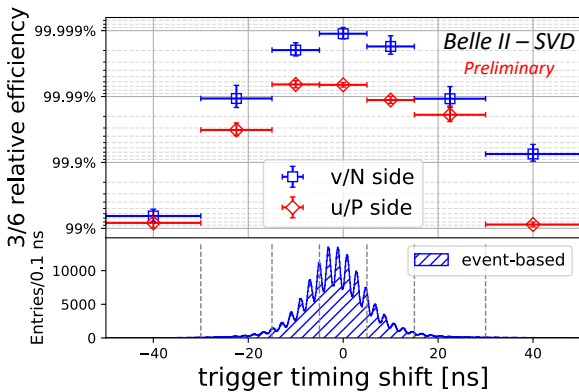 99.999%
99.99%
99.9%
99%
3/6 relative efficiency
Belle II – SVD
Preliminary
v/N side
u/P side
10000
5000
0
Entries/0.1 ns
event-based
−40 −20 0 20 40
trigger timing shift [ns]